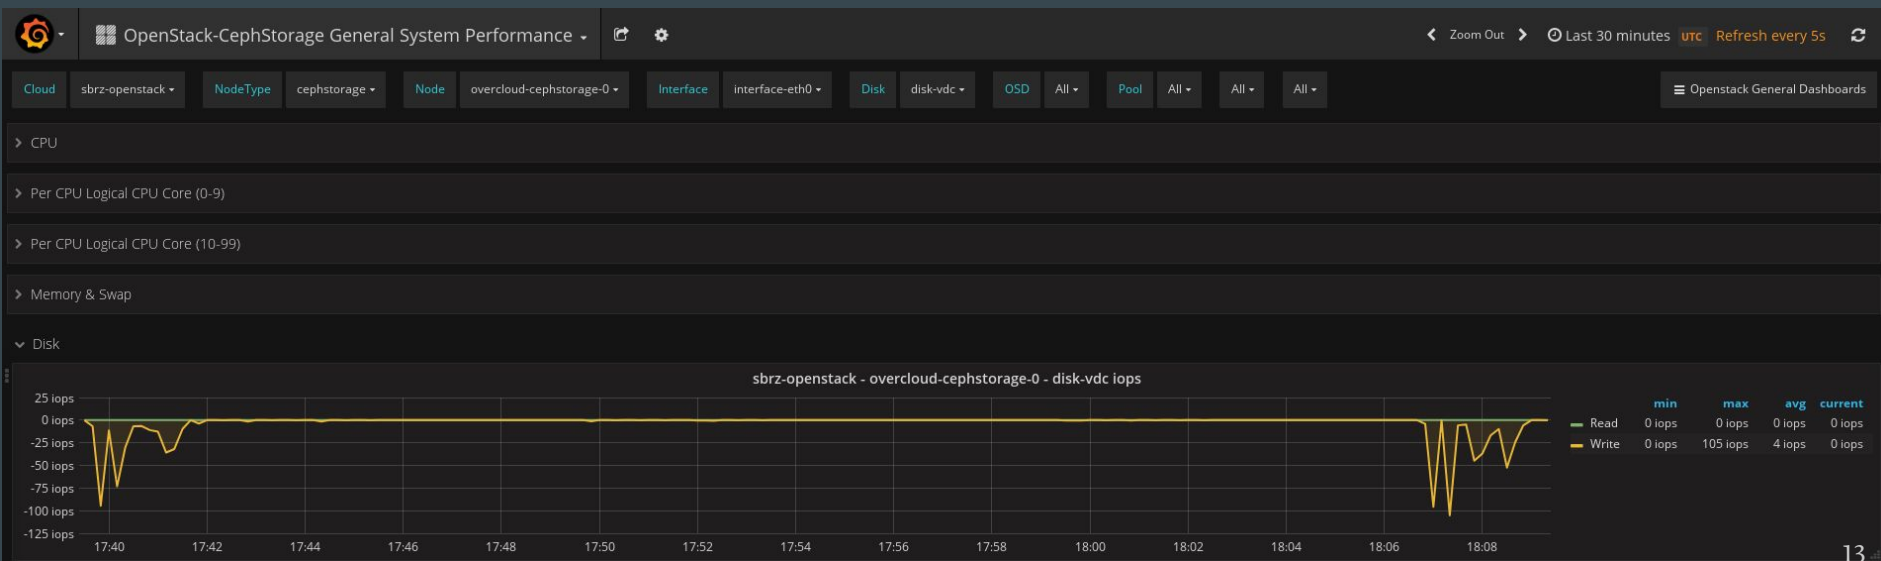 OpenStack-CephStorage General System Performance
Zoom Out Last 30 minutes UTC Refresh every 5s
Cloud sbrz-openstack NodeType cephstorage Node overcloud-cephstorage-0 Interface interface-eth0 Disk disk-vdc OSD All Pool All All All Openstack General Dashboards
CPU
Per CPU Logical CPU Core (0-9)
Per CPU Logical CPU Core (10-99)
Memory & Swap
Disk
sbrz-openstack - overcloud-cephstorage-0 - disk-vdc iops
25 iops
0 iops
-25 iops
-50 iops
-75 iops
-100 iops
-125 iops
17:40 17:42 17:44 17:46 17:48 17:50 17:52 17:54 17:56 17:58 18:00 18:02 18:04 18:06 18:08
min max avg current
Read 0 iops 0 iops 0 iops 0 iops
Write 0 iops 105 iops 4 iops 0 iops
13